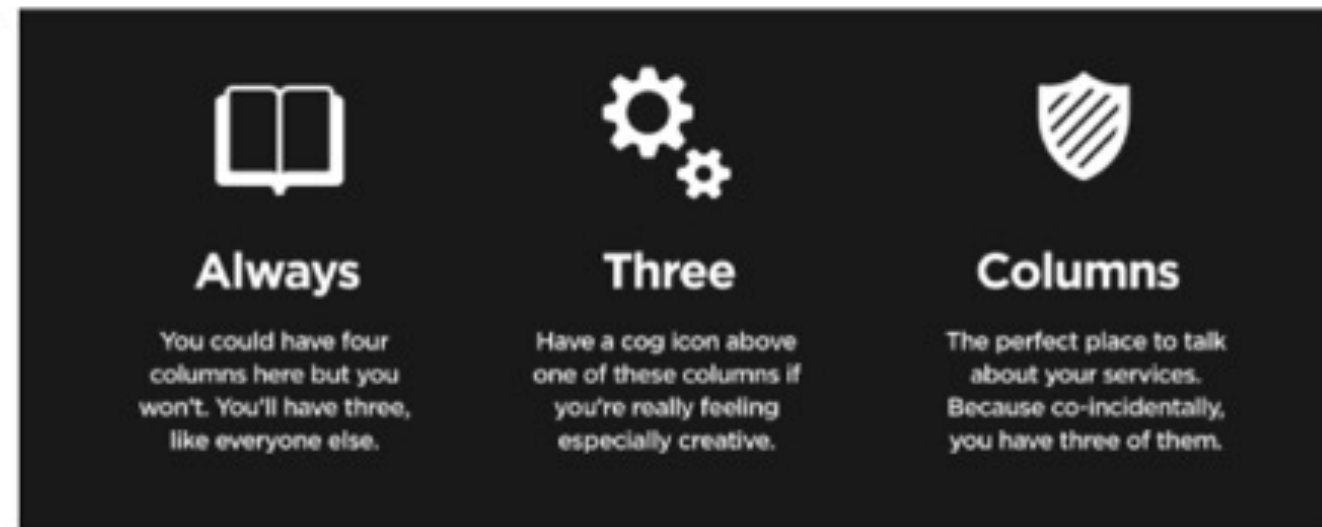 Always
You could have four
columns here but you
won't. You'll have three,
like everyone else.
Three
Have a cog icon above
one of these columns if
you're really feeling
especially creative.
Columns
The perfect place to talk
about your services.
Because co-incidentally,
you have three of them.